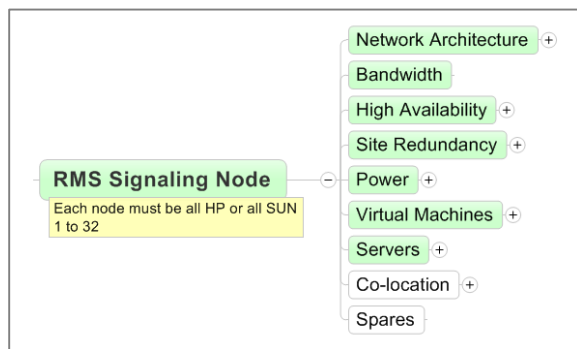 Network Architecture
Bandwidth
High Availability
Site Redundancy
RMS Signaling Node
Power
Each node must be all HP or all SUN
1 to 32
Virtual Machines
Servers
Co-location
Spares